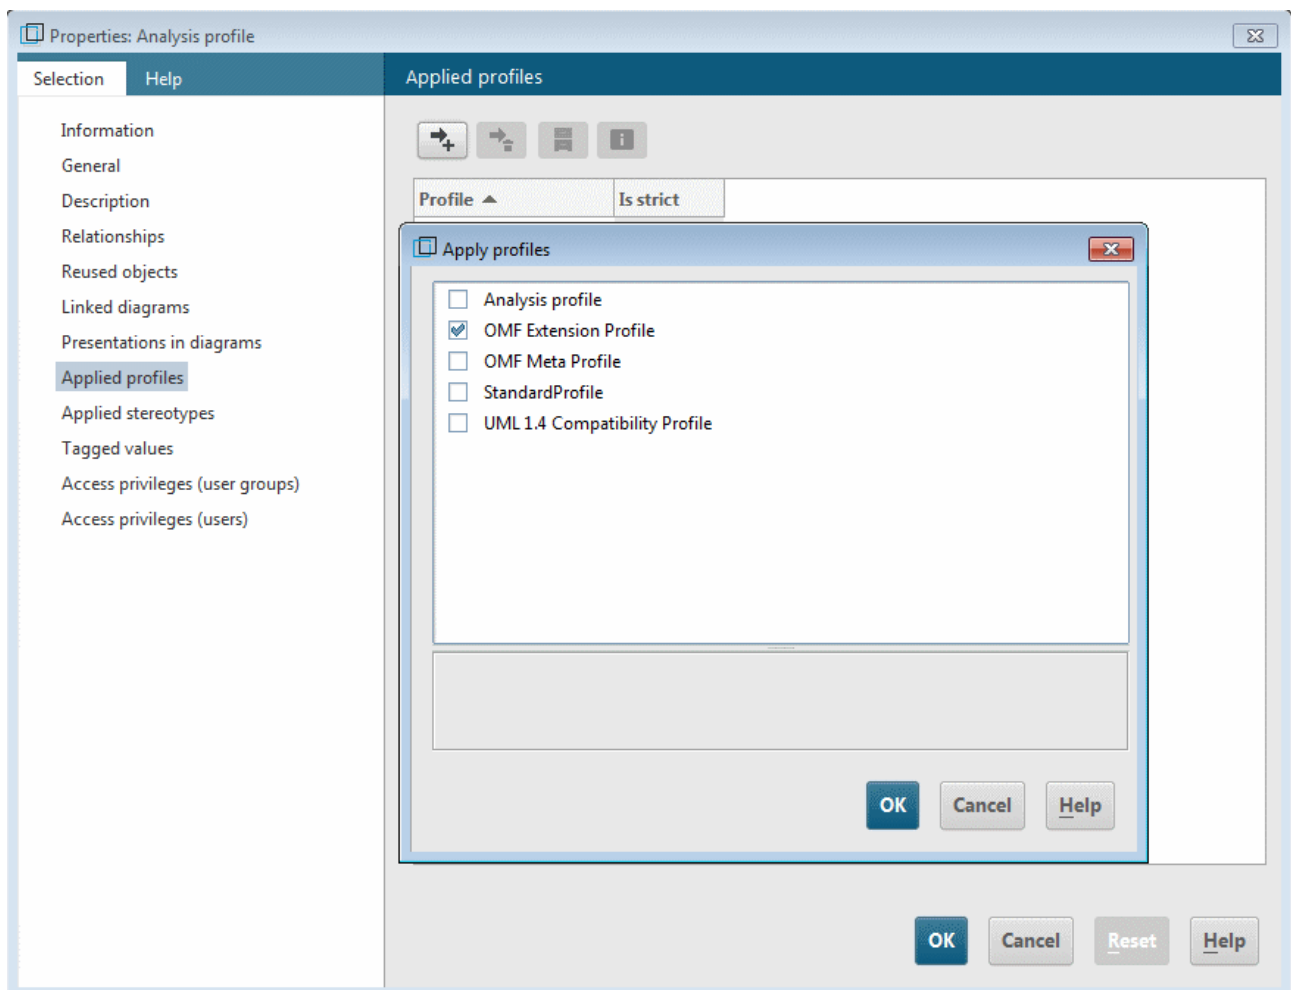 Properties: Analysis profile
Selection Help
Applied profiles
Information
General
Description
Relationships
Reused objects
Linked diagrams
Presentations in diagrams
Applied profiles
Applied stereotypes
Tagged values
Access privileges (user groups)
Access privileges (users)
Profile Is strict
Apply profiles
Analysis profile
OMF Extension Profile
OMF Meta Profile
StandardProfile
UML 1.4 Compatibility Profile
OK Cancel Help
OK Cancel Reset Help